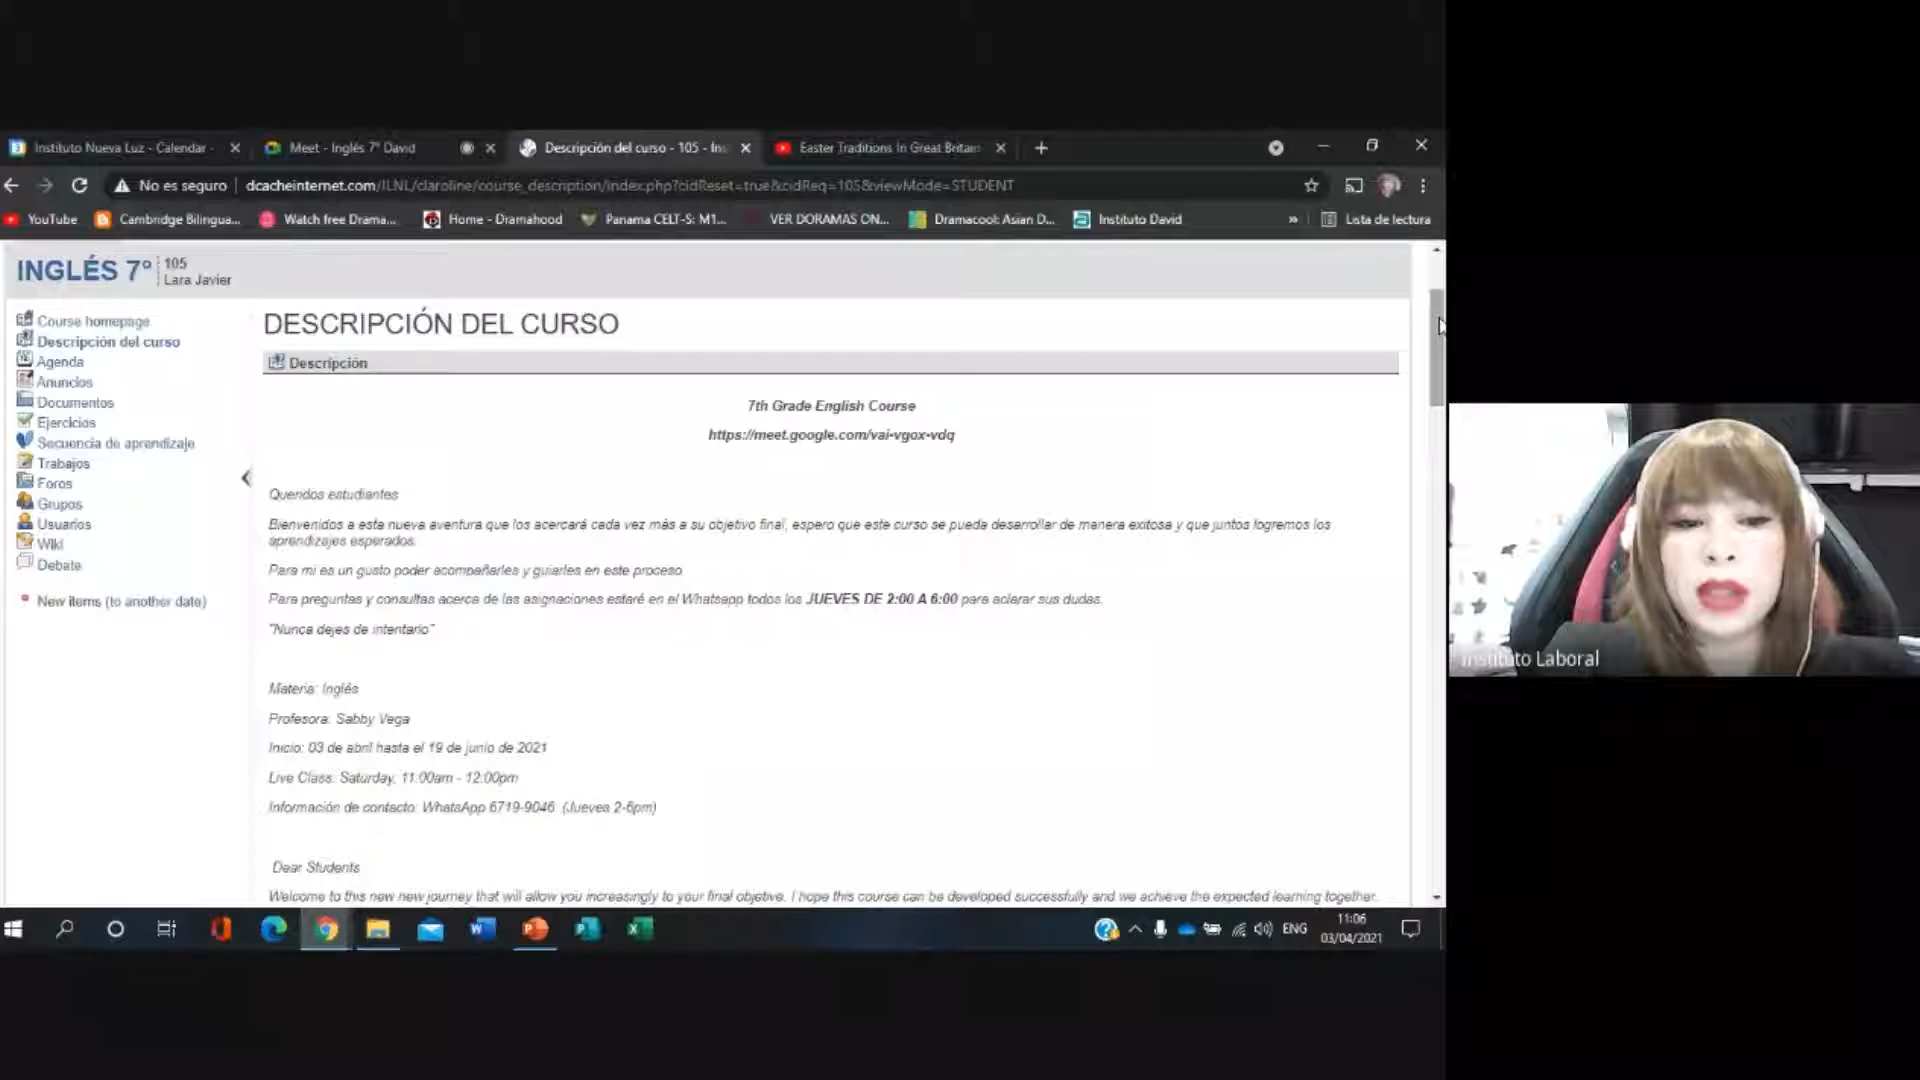 Instituto Nueva Luz - Calendar -
Meet - Inglés 7° David
Descripción del curso - 105 - Ins
Easter Traditions In Great Britain
No es seguro
dcacheinternet.com/ILNL/claroline/course_description/index.php?cidReset=true&cidReq=105&viewMode=STUDENT
YouTube
Cambridge Bilingua...
Watch free Drama...
Home - Dramahood
Panama CELT-S: M1...
VER DORAMAS ON...
Dramacool: Asian D...
Instituto David
»
Lista de lectura
INGLÉS 7°
105
Lara Javier
Course homepage
Descripción del curso
Agenda
Anuncios
Documentos
Ejercicios
Secuencia de aprendizaje
Trabajos
Foros
Grupos
Usuarios
Wiki
Debate
New items (to another date)
DESCRIPCIÓN DEL CURSO
Descripción
7th Grade English Course
https://meet.google.com/vai-vgox-vdq
Queridos estudiantes
Bienvenidos a esta nueva aventura que los acercará cada vez más a su objetivo final, espero que este curso se pueda desarrollar de manera exitosa y que juntos logremos los
aprendizajes esperados.
Para mi es un gusto poder acompañarles y guiarles en este proceso.
Para preguntas y consultas acerca de las asignaciones estaré en el Whatsapp todos los JUEVES DE 2:00 A 6:00 para aclarar sus dudas.
"Nunca dejes de intentarlo"
Materia: Inglés
Profesora: Sabby Vega
Inicio: 03 de abril hasta el 19 de junio de 2021
Live Class: Saturday, 11:00am - 12:00pm
Información de contacto: WhatsApp 6719-9046 (Jueves 2-6pm)
Dear Students
Welcome to this new new journey that will allow you increasingly to your final objetive. I hope this course can be developed successfully and we achieve the expected learning together.
ENG
11:06
03/04/2021
Instituto Laboral